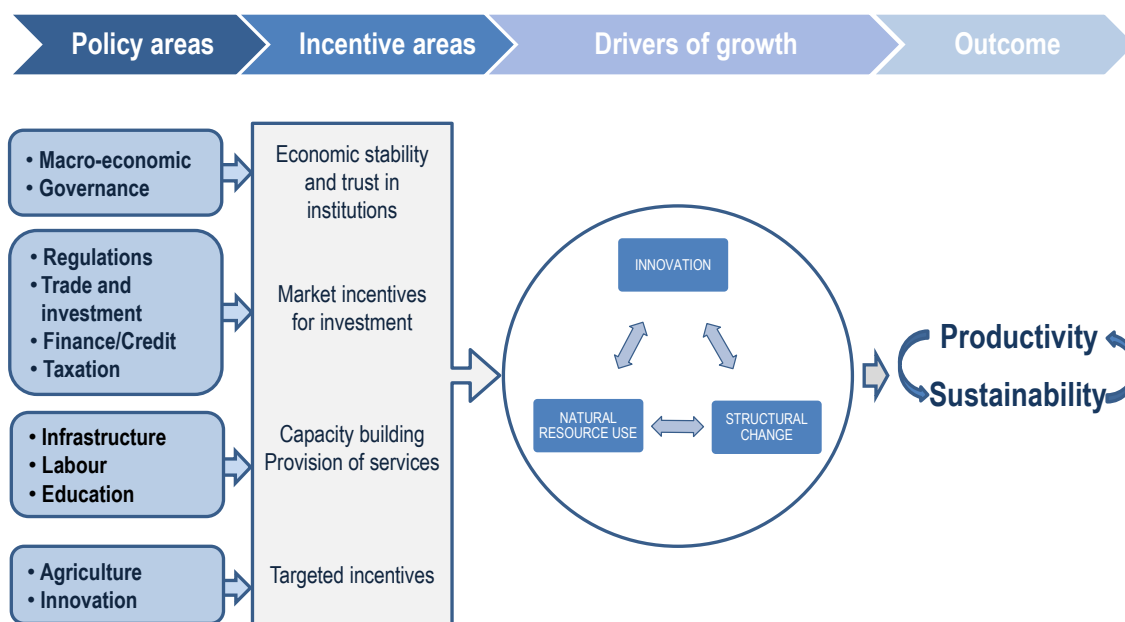 Policy areas
Incentive areas
Drivers of growth
Outcome
• Macro-economic
• Governance
Economic stability
and trust in
institutions
• Regulations
• Trade and
investment
• Finance/Credit
• Taxation
Market incentives
for investment
• Infrastructure
• Labour
• Education
Capacity building
Provision of services
• Agriculture
• Innovation
Targeted incentives
INNOVATION
NATURAL
RESOURCE USE
STRUCTURAL
CHANGE
Productivity
Sustainability